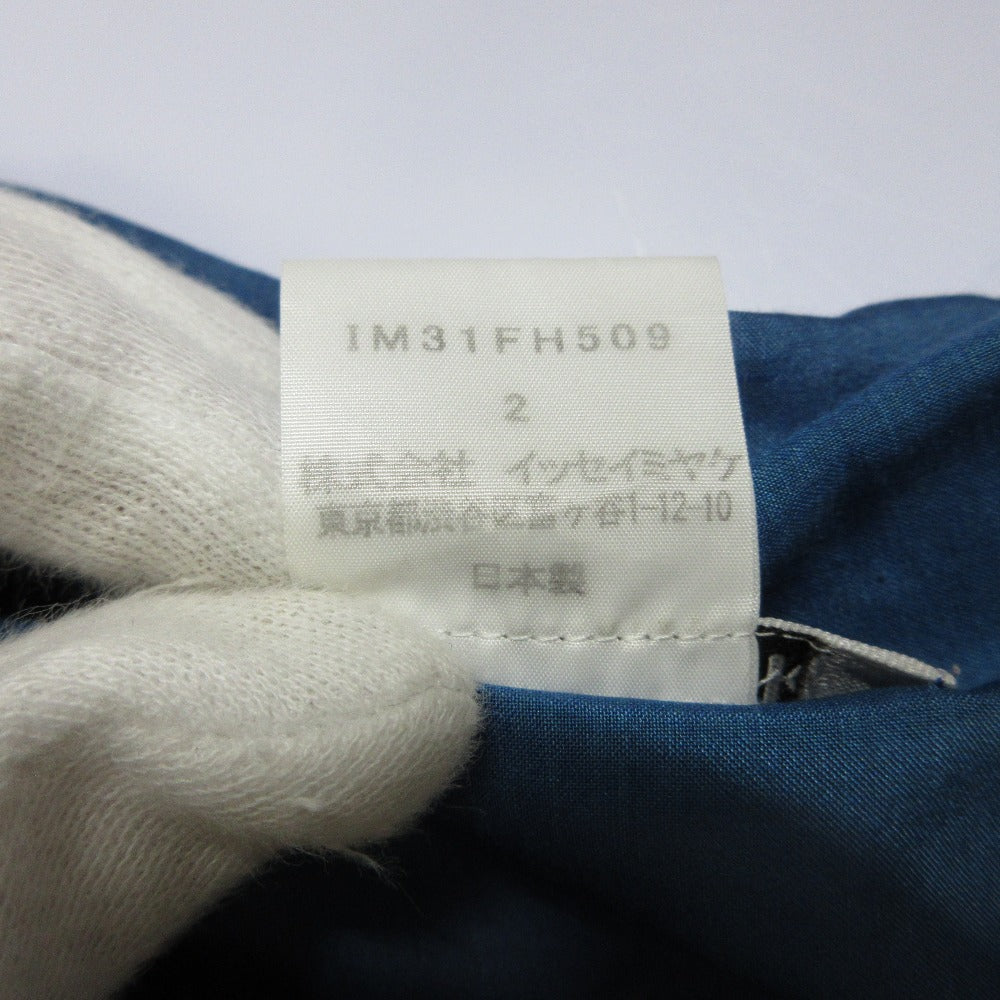 IM31FH509
2
株式会社 イッセイミヤケ
東京都渋谷区富ヶ谷1-12-10
日本製